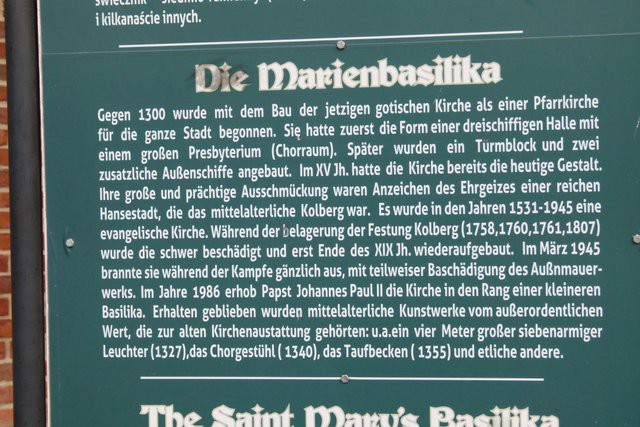 i kilkanaście innych.
Die Marienbasilika
Gegen 1300 wurde mit dem Bau der jetzigen gotischen Kirche als einer Pfarrkirche
für die ganze Stadt begonnen. Sie hatte zuerst die Form einer dreischiffigen Halle mit
einem großen Presbyterium (Chorraum). Später wurden ein Turmblock und zwei
zusatzliche Außenschiffe angebaut. Im XV Jh. hatte die Kirche bereits die heutige Gestalt.
Ihre große und prächtige Ausschmückung waren Anzeichen des Ehrgeizes einer reichen
Hansestadt, die das mittelalterliche Kolberg war. Es wurde in den Jahren 1531-1945 eine
evangelische Kirche. Während der belagerung der Festung Kolberg (1758,1760,1761,1807)
wurde die schwer beschädigt und erst Ende des XIX Jh. wiederaufgebaut. Im März 1945
brannte sie während der Kampfe gänzlich aus, mit teilweiser Baschädigung des Außnmauer-
werks. Im Jahre 1986 erhob Papst Johannes Paul II die Kirche in den Rang einer kleineren
Basilika. Erhalten geblieben wurden mittelalterliche Kunstwerke vom außerordentlichen
Wert, die zur alten Kirchenaustattung gehörten: u.a.ein vier Meter großer siebenarmiger
Leuchter (1327),das Chorgestühl ( 1340), das Taufbecken ( 1355) und etliche andere.
The Saint Mary's Basilika